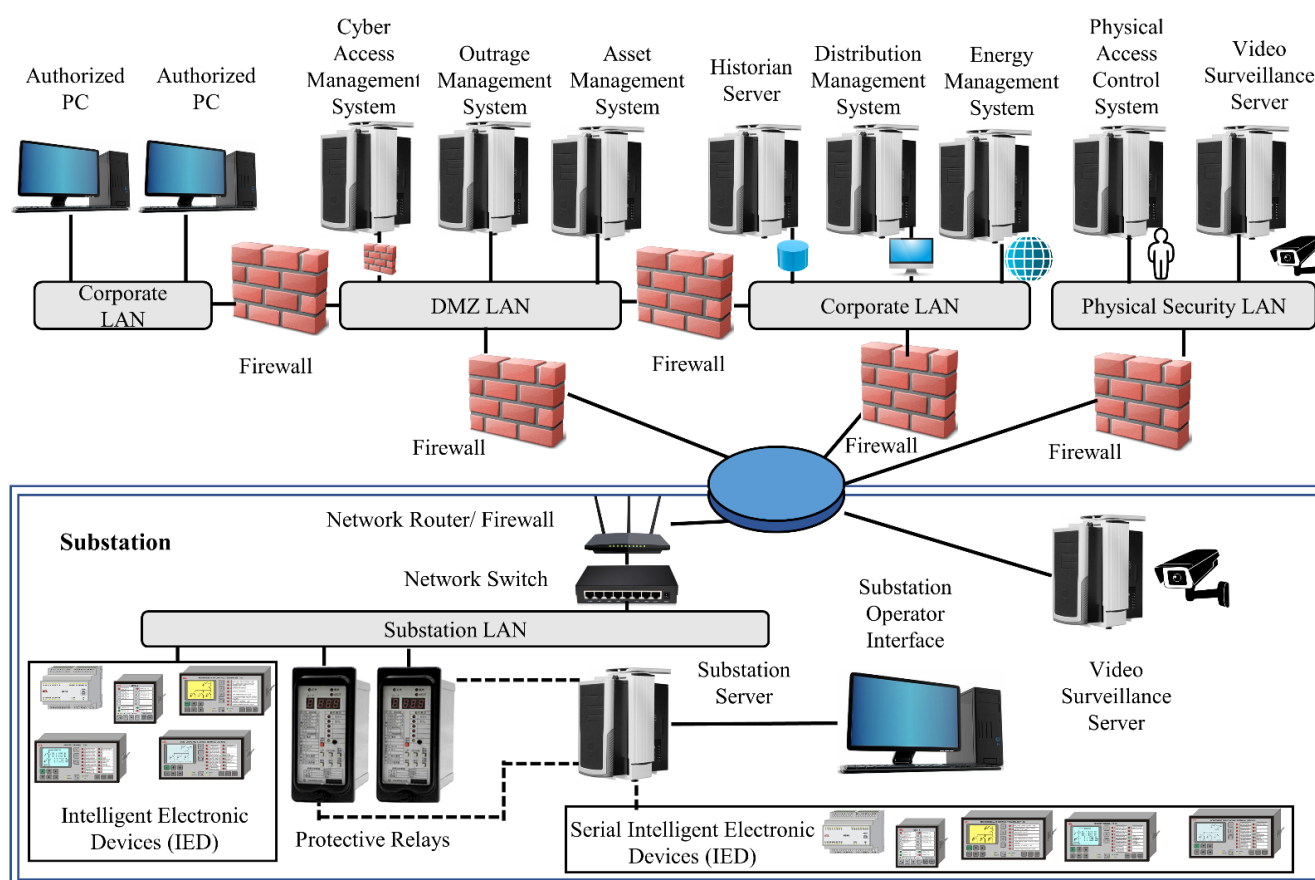 Authorized
PC
Authorized
PC
Cyber
Access
Management
System
Outrage
Management
System
Asset
Management
System
Historian
Server
Distribution
Management
System
Energy
Management
System
Physical
Access
Control
System
Video
Surveillance
Server
Corporate
LAN
DMZ LAN
Corporate LAN
Physical Security LAN
Firewall
Firewall
Firewall
Firewall
Firewall
Substation
Network Router/ Firewall
Network Switch
Substation LAN
Substation
Operator
Interface
Substation
Server
Video
Surveillance
Server
Intelligent Electronic
Devices (IED)
Protective Relays
Serial Intelligent Electronic
Devices (IED)